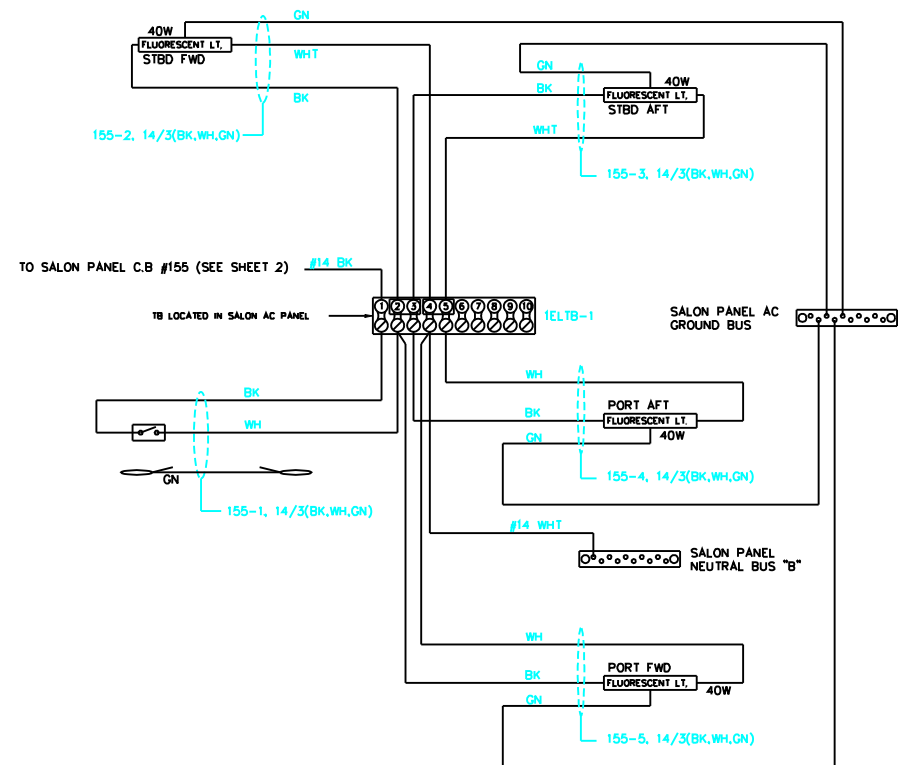 GN
40W
FLUORESCENT LT,
STBD FWD
WHT
BK
155-2, 14/3(BK,WH,GN)
GN
BK
40W
FLUORESCENT LT,
STBD AFT
WHT
155-3, 14/3(BK,WH,GN)
TO SALON PANEL C.B #155 (SEE SHEET 2)
#14 BK
1 2 3 4 5 6 7 8 9 10
TB LOCATED IN SALON AC PANEL
1ELTB-1
SALON PANEL AC
GROUND BUS
WH
BK
WH
GN
155-1, 14/3(BK,WH,GN)
BK
PORT AFT
FLUORESCENT LT.
40W
GN
155-4, 14/3(BK,WH,GN)
#14 WHT
SALON PANEL
NEUTRAL BUS "B"
WH
PORT FWD
BK
FLUORESCENT LT,
40W
GN
155-5, 14/3(BK,WH,GN)